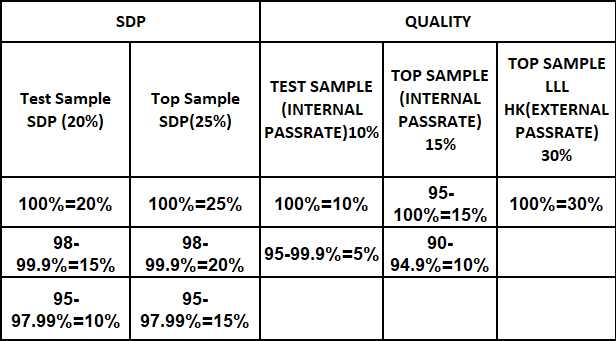 SDP
QUALITY
Test Sample
SDP (20%)
Top Sample
SDP(25%)
TEST SAMPLE
(INTERNAL
PASSRATE)10%
TOP SAMPLE
(INTERNAL
PASSRATE)
15%
TOP SAMPLE
LLL
HK(EXTERNAL
PASSRATE)
30%
100%=20%
100%=25%
100%=10%
95-
100%=15%
100%=30%
98-
99.9%=15%
98-
99.9%=20%
95-99.9%=5%
90-
94.9%=10%
95-
97.99%=10%
95-
97.99%=15%